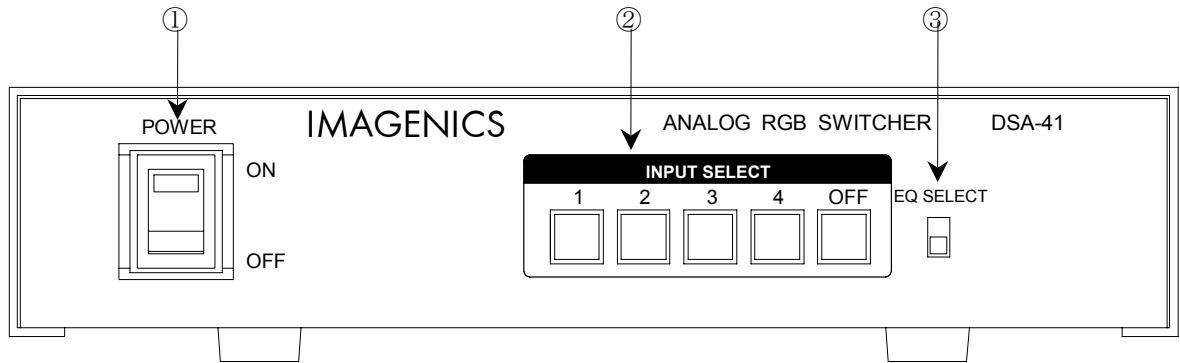 ① ② ③
POWER IMAGENICS ANALOG RGB SWITCHER DSA-41
ON
OFF
INPUT SELECT
1 2 3 4 OFF
EQ SELECT